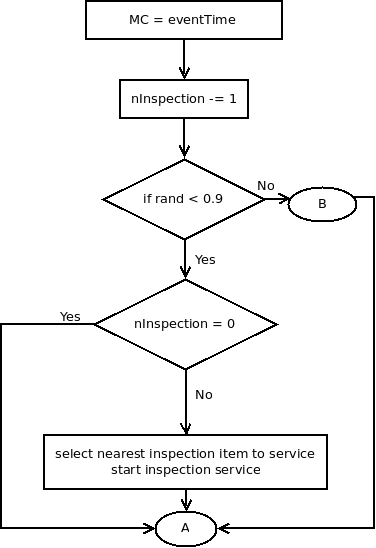 MC = eventTime
nInspection -= 1
if rand < 0.9
No
B
Yes
Yes
nInspection = 0
No
select nearest inspection item to service
start inspection service
A